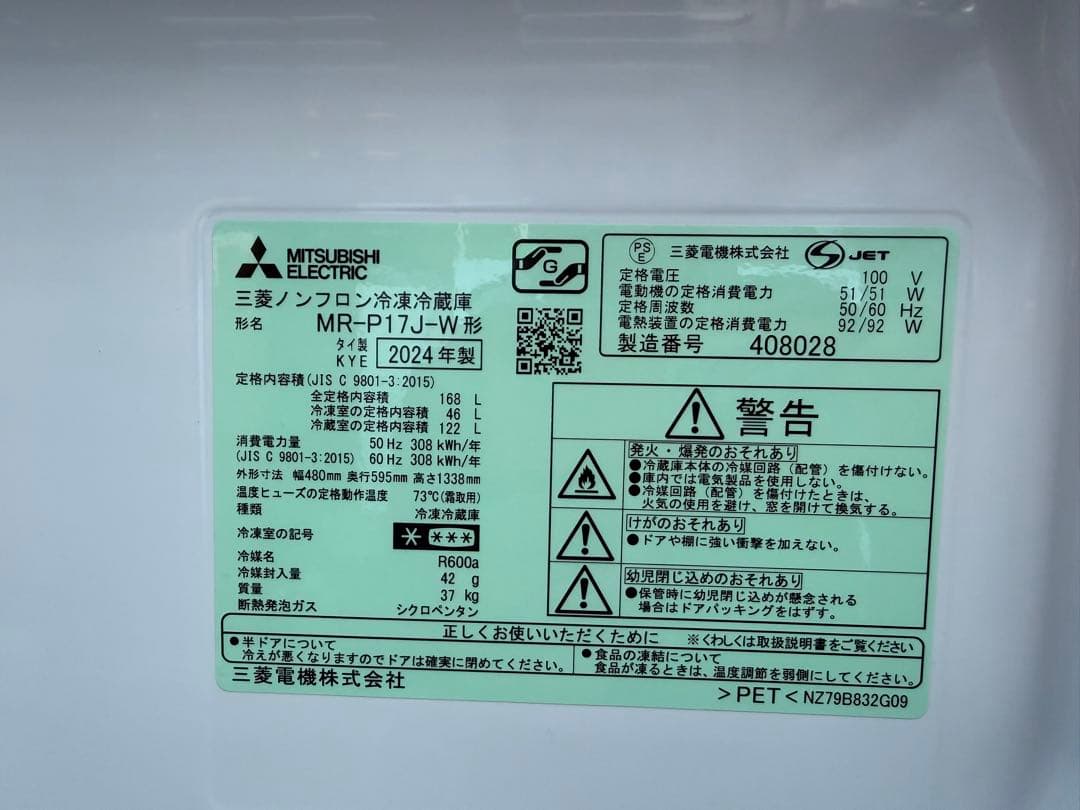 MITSUBISHI
ELECTRIC
G
三菱ノンフロン冷凍冷蔵庫
形名 MR-P17J-W形
タイ製
KYE 2024年製
定格内容積(JIS C 9801-3:2015)
全定格内容積 168 L
冷凍室の定格内容積 46 L
冷蔵室の定格内容積 122 L
消費電力量 50 Hz 308 kWh/年
(JIS C 9801-3:2015) 60 Hz 308 kWh/年
外形寸法 幅480mm 奥行595mm 高さ1338mm
温度ヒューズの定格動作温度 73℃(霜取用)
種類 冷凍冷蔵庫
冷凍室の記号
冷媒名 R600a
冷媒封入量 42 g
質量 37 kg
断熱発泡ガス シクロペンタン
PS
E 三菱電機株式会社 S JET
定格電圧 100 V
電動機の定格消費電力 51/51 W
定格周波数 50/60 Hz
電熱装置の定格消費電力 92/92 W
製造番号 408028
警告
発火・爆発のおそれあり
●冷蔵庫本体の冷媒回路(配管)を傷付けない。
●庫内では電気製品を使用しない。
●冷媒回路(配管)を傷付けたときは、
火気の使用を避け、窓を開けて換気する。
けがのおそれあり
●ドアや棚に強い衝撃を加えない。
幼児閉じ込めのおそれあり
●保管時に幼児閉じ込めが懸念される
場合はドアパッキングをはずす。
正しくお使いいただくために ※くわしくは取扱説明書をご覧ください
●半ドアについて
冷えが悪くなりますのでドアは確実に閉めてください。
●食品の凍結について
食品が凍るときは、温度調節を弱側にしてください。
三菱電機株式会社
>PET< NZ79B832G09